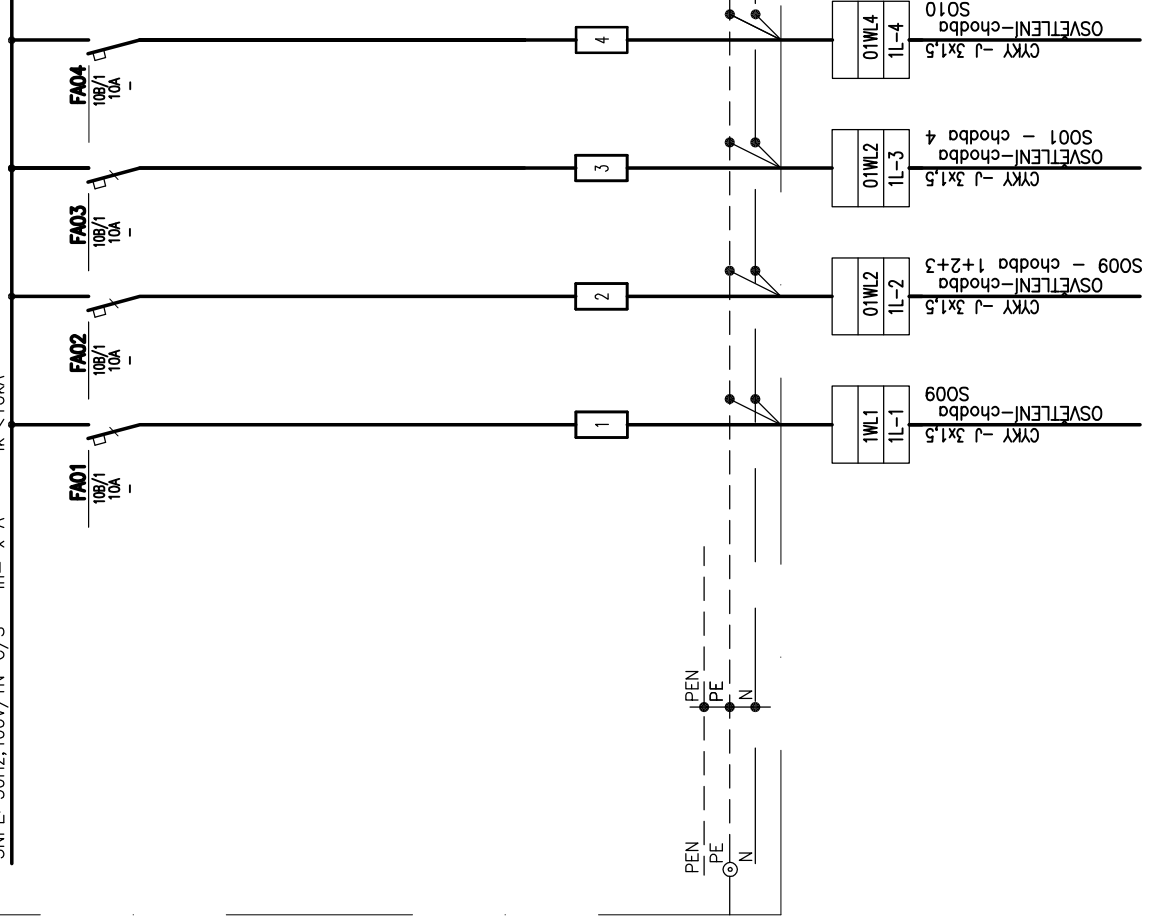 FA04
10B/1
10A
-
4
01WL4
1L-4
CYKY -J 3x1,5
OSVĚTLENÍ-chodba
S010
FA03
10B/1
10A
-
3
01WL2
1L-3
CYKY -J 3x1,5
OSVĚTLENÍ-chodba
S001 - chodba 4
FA02
10B/1
10A
-
2
01WL2
1L-2
CYKY -J 3x1,5
OSVĚTLENÍ-chodba
S009 - chodba 1+2+3
FA01
10B/1
10A
-
1
1WL1
1L-1
CYKY -J 3x1,5
OSVĚTLENÍ-chodba
S009
PEN
PE
N
PEN
PE
N